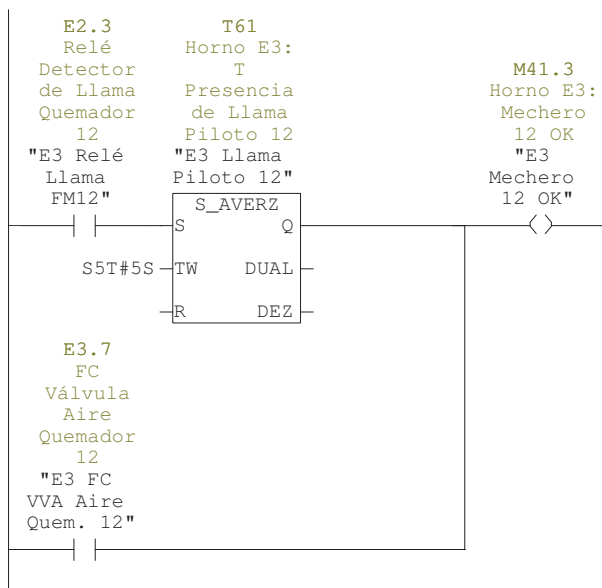 E2.3
Relé
Detector
de Llama
Quemador
12
"E3 Relé
Llama
FM12"
T61
Horno E3:
T
Presencia
de Llama
Piloto 12
"E3 Llama
Piloto 12"
M41.3
Horno E3:
Mechero
12 OK
"E3
Mechero
12 OK"
S_AVERZ
S Q
S5T#5S TW DUAL
R DEZ
E3.7
FC
Válvula
Aire
Quemador
12
"E3 FC
VVA Aire
Quem. 12"